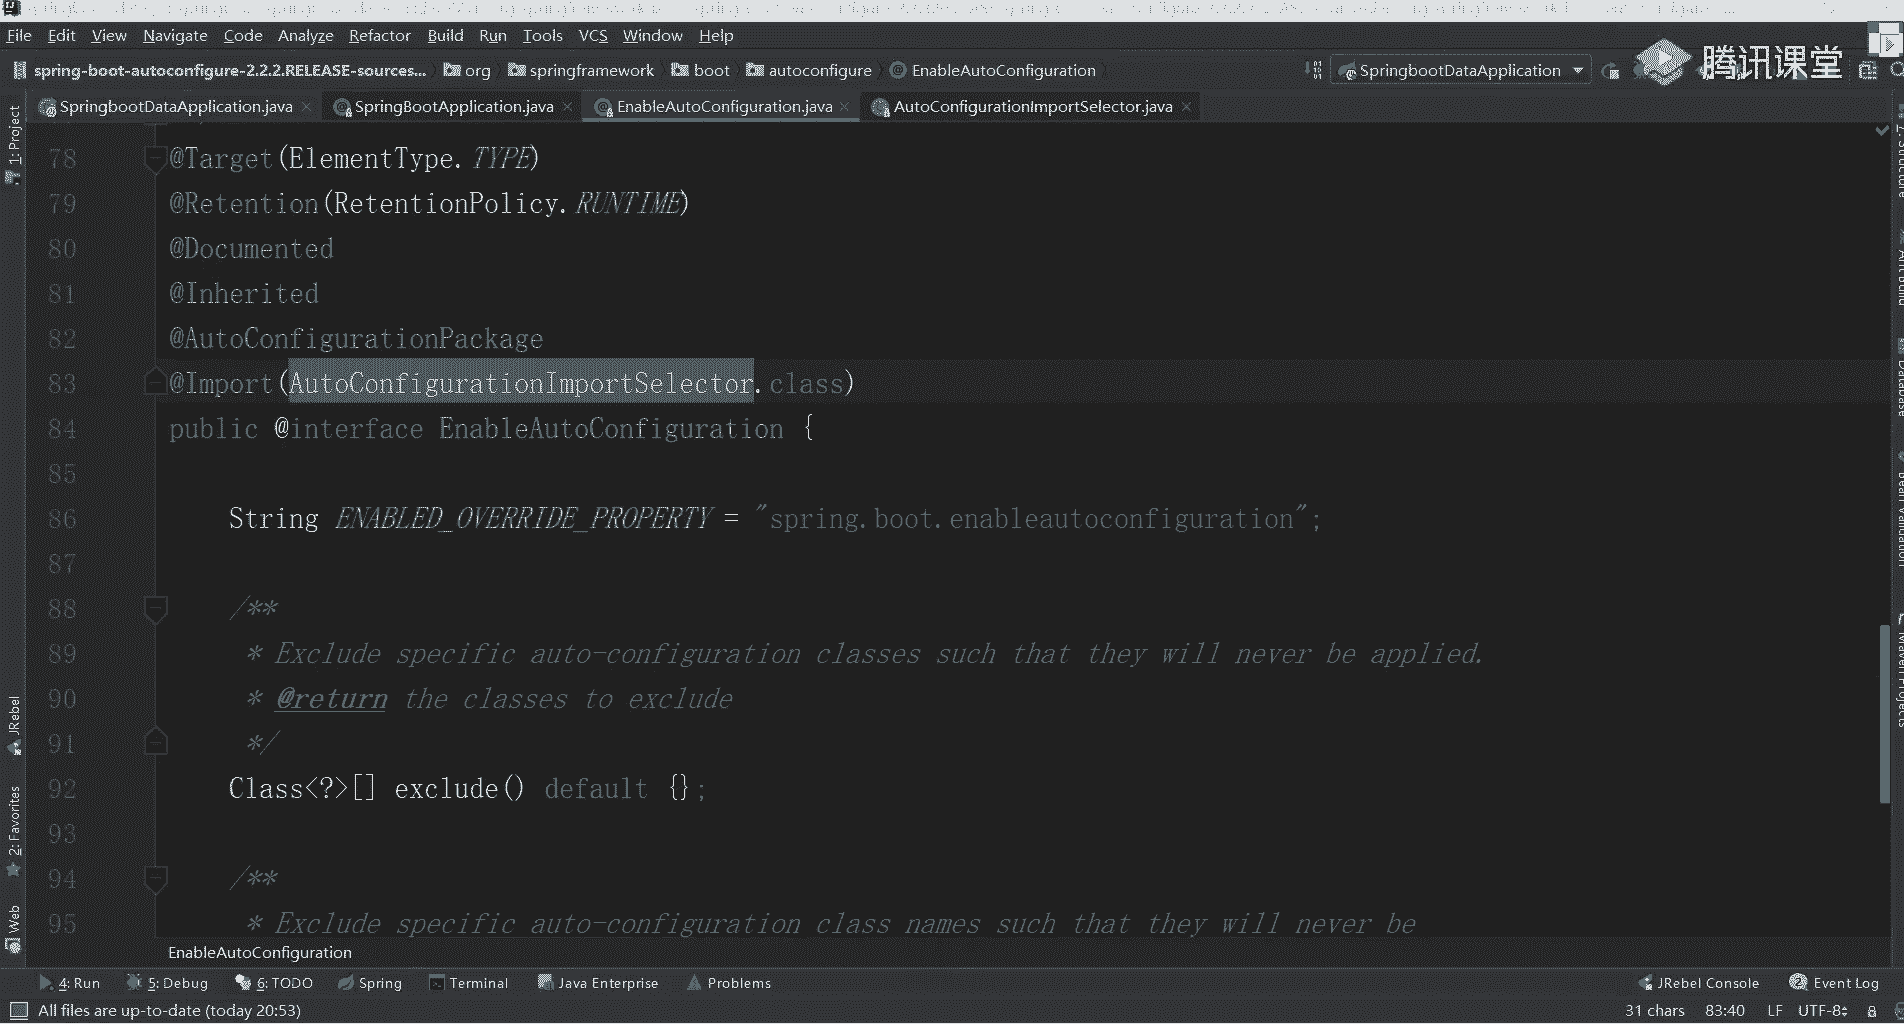 File Edit View Navigate Code Analyze Refactor Build Run Tools VCS Window Help
spring-boot-autoconfigure-2.2.2.RELEASE-sources... org springframework boot autoconfigure EnableAutoConfiguration SpringbootDataApplication 腾讯课堂
SpringbootDataApplication.java SpringBootApplication.java EnableAutoConfiguration.java AutoConfigurationImportSelector.java
1: Project
78 @Target(ElementType.TYPE)
79 @Retention(RetentionPolicy.RUNTIME)
80 @Documented
81 @Inherited
82 @AutoConfigurationPackage
83 @Import(AutoConfigurationImportSelector.class)
84 public @interface EnableAutoConfiguration {
85
86 String ENABLED_OVERRIDE_PROPERTY = "spring.boot.enableautoconfiguration";
87
88 /**
89 * Exclude specific auto-configuration classes such that they will never be applied.
90 * @return the classes to exclude
91 */
92 Class<?>[] exclude() default {};
93
94 /**
95 * Exclude specific auto-configuration class names such that they will never be
JRebel
2: Favorites
Web
EnableAutoConfiguration
4: Run 5: Debug 6: TODO Spring Terminal Java Enterprise Problems JRebel Console Event Log
All files are up-to-date (today 20:53) 31 chars 83:40 LF UTF-8